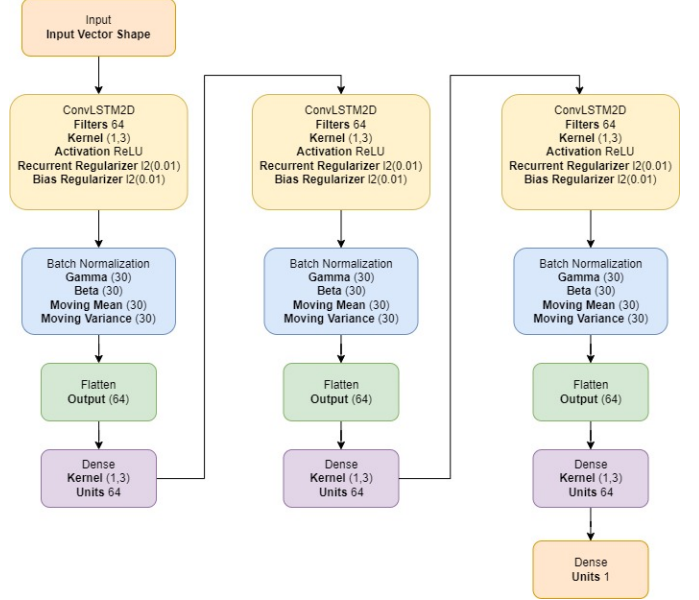 Input
Input Vector Shape
ConvLSTM2D
Filters 64
Kernel (1,3)
Activation ReLU
Recurrent Regularizer l2(0.01)
Bias Regularizer l2(0.01)
Batch Normalization
Gamma (30)
Beta (30)
Moving Mean (30)
Moving Variance (30)
Flatten
Output (64)
Dense
Kernel (1,3)
Units 64
ConvLSTM2D
Filters 64
Kernel (1,3)
Activation ReLU
Recurrent Regularizer l2(0.01)
Bias Regularizer l2(0.01)
Batch Normalization
Gamma (30)
Beta (30)
Moving Mean (30)
Moving Variance (30)
Flatten
Output (64)
Dense
Kernel (1,3)
Units 64
ConvLSTM2D
Filters 64
Kernel (1,3)
Activation ReLU
Recurrent Regularizer l2(0.01)
Bias Regularizer l2(0.01)
Batch Normalization
Gamma (30)
Beta (30)
Moving Mean (30)
Moving Variance (30)
Flatten
Output (64)
Dense
Kernel (1,3)
Units 64
Dense
Units 1